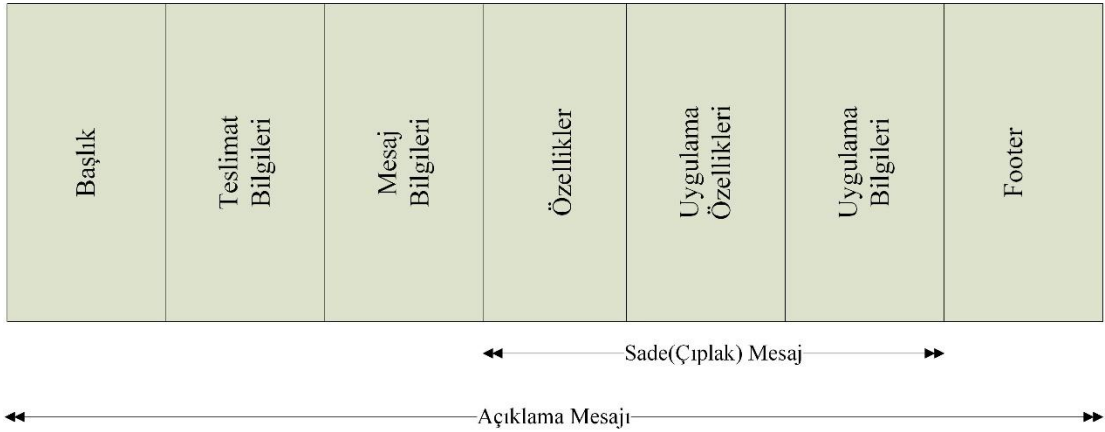 Başlık
Teslimat
Bilgileri
Mesaj
Bilgileri
Özellikler
Uygulama
Özellikleri
Uygulama
Bilgileri
Footer
Sade(Çıplak) Mesaj
Açıklama Mesajı